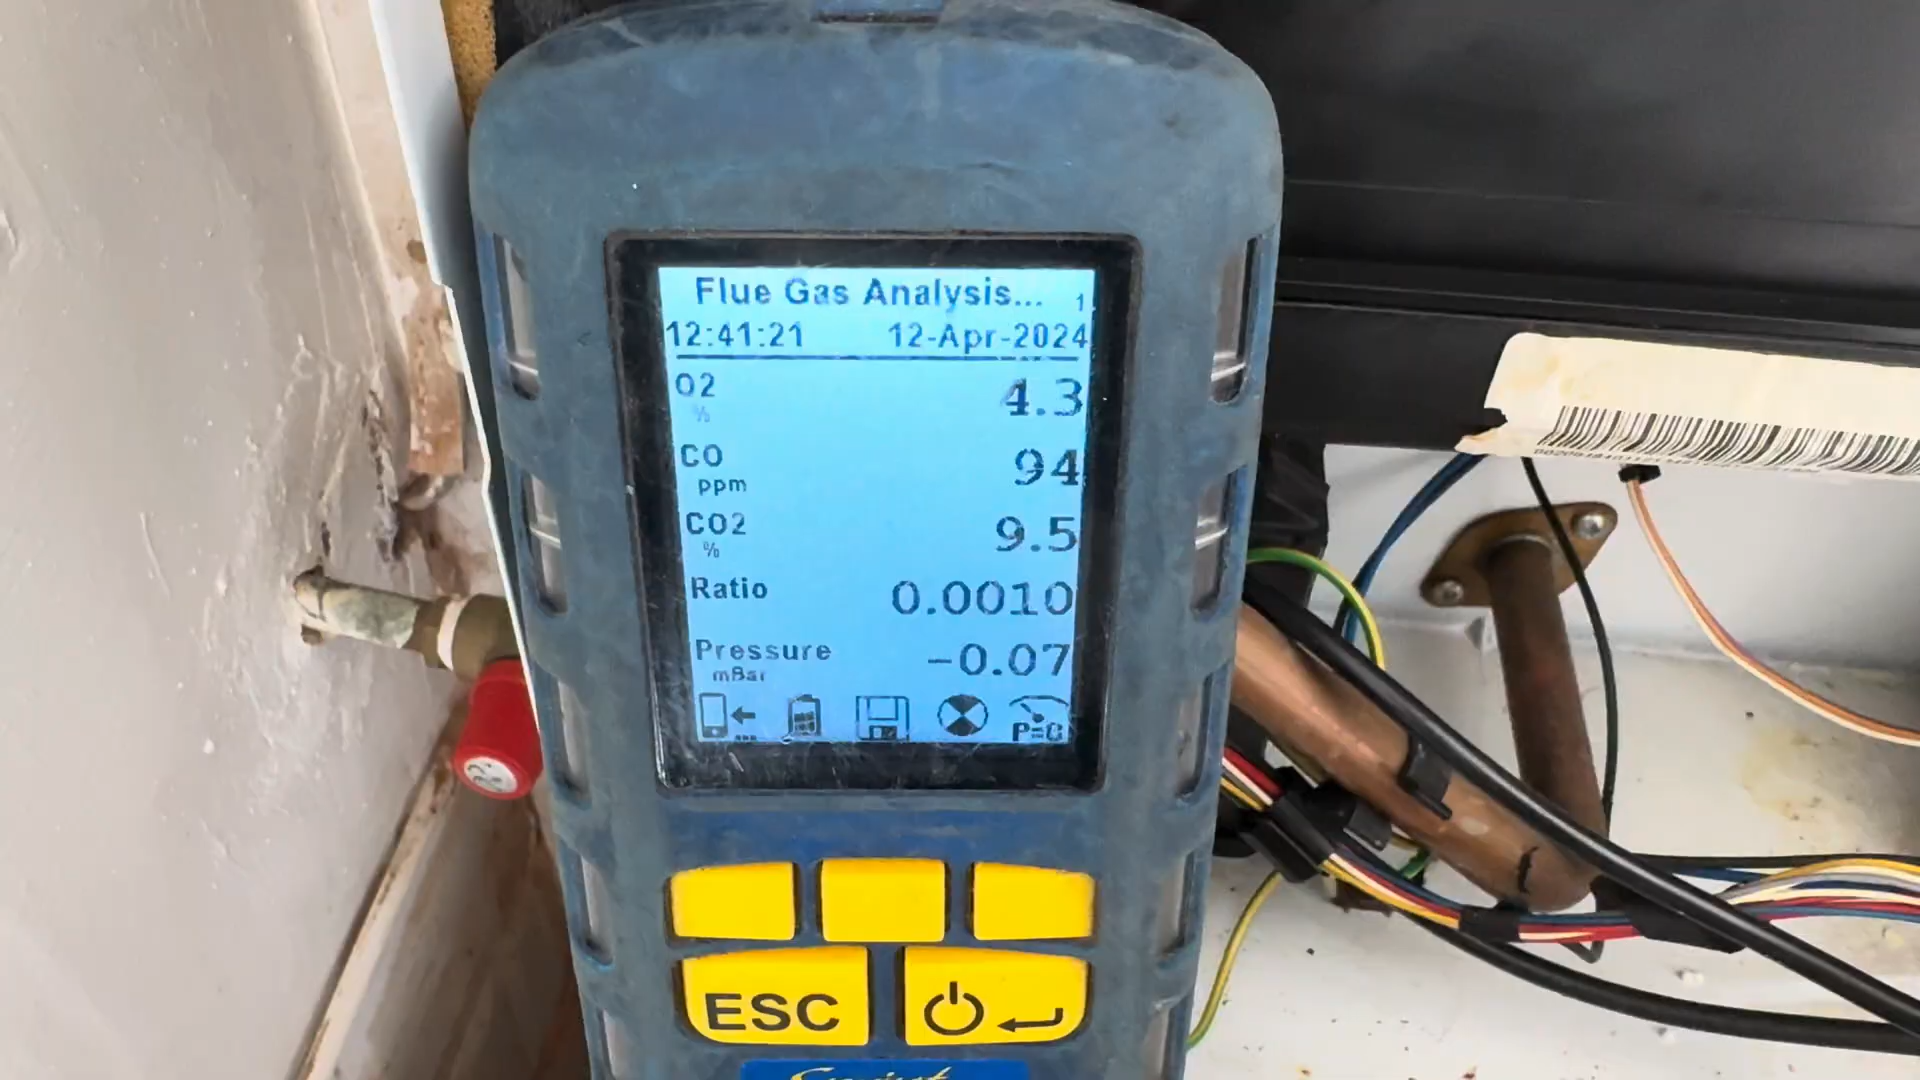 Flue Gas Analysis... 1
12:41:21 12-Apr-2024
O2 % 4.3
CO ppm 94
CO2 % 9.5
Ratio 0.0010
Pressure mBar -0.07
P=0
ESC